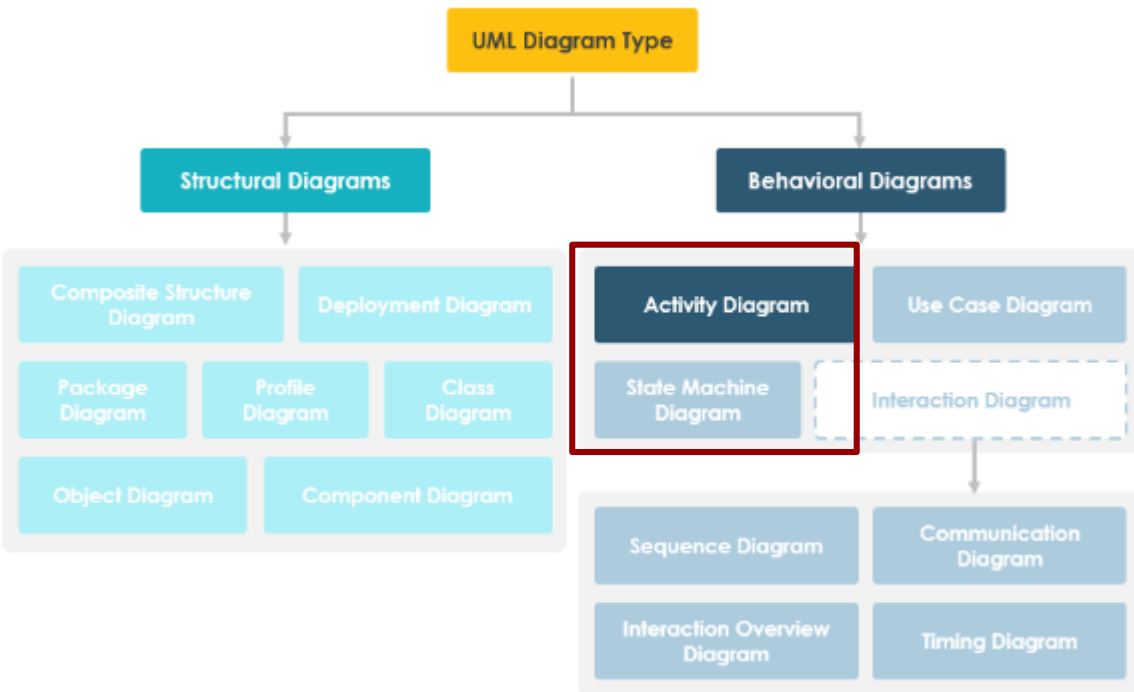 UML Diagram Type
Structural Diagrams
Behavioral Diagrams
Composite Structure
Diagram
Deployment Diagram
Package
Diagram
Profile
Diagram
Class
Diagram
Object Diagram
Component Diagram
Activity Diagram
Use Case Diagram
State Machine
Diagram
Interaction Diagram
Sequence Diagram
Communication
Diagram
Interaction Overview
Diagram
Timing Diagram